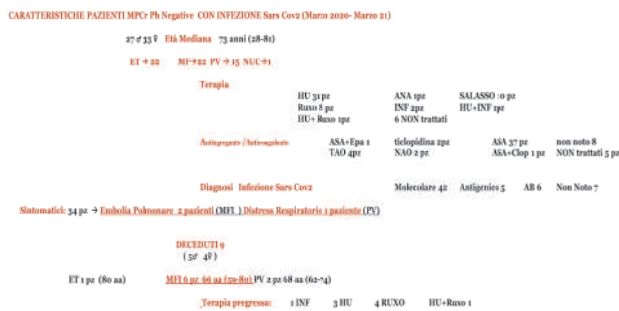 CARATTERISTICHE PAZIENTI MPCr Ph Negative CON INFEZIONE Sars Cov2 (Marzo 2020- Marzo 21)
27 ♂ 33 ♀ Età Mediana 73 anni (28-81)
ET → 22 MF→22 PV → 15 NUC→1
Terapia
HU 31 pz ANA 1pz SALASSO :0 pz
Ruxo 8 pz INF 2pz HU+INF 1pz
HU+ Ruxo 1pz 6 NON trattati
Antiaggregante /Anticoagulante ASA+Epa 1 ticlopidina 2pz ASA 37 pz non noto 8
TAO 4pz NAO 2 pz ASA+Clop 1 pz NON trattati 5 pz
Diagnosi Infezione Sars Cov2 Molecolare 42 Antigenico 5 AB 6 Non Noto 7
Sintomatici: 34 pz → Embolia Polmonare 2 pazienti (MFI ) Distress Respiratorio 1 paziente (PV)
DECEDUTI 9
( 5♂ 4♀)
ET 1 pz (80 aa) MFI 6 pz 66 aa (59-80) PV 2 pz 68 aa (62-74)
Terapia pregressa: 1 INF 3 HU 4 RUXO HU+Ruxo 1